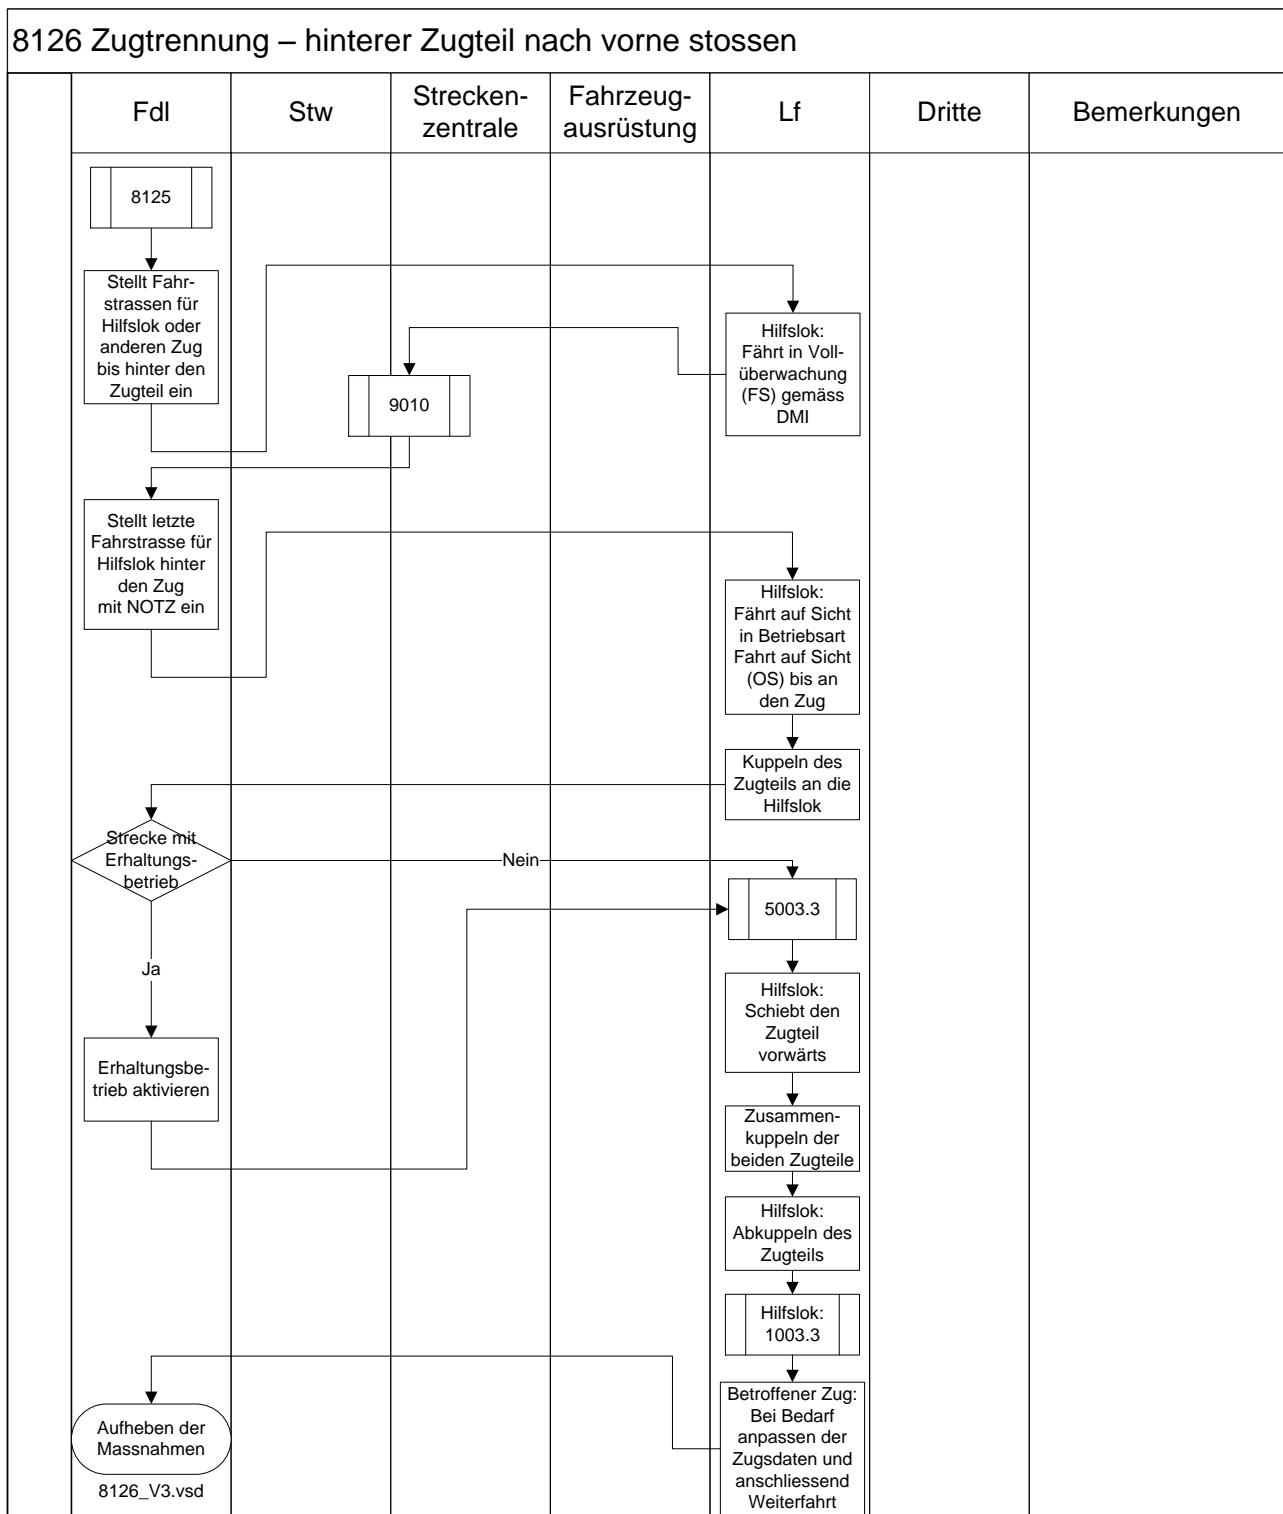 8126 Zugtrennung – hinterer Zugteil nach vorne stossen
Fdl
Stw
Strecken-
zentrale
Fahrzeug-
ausrüstung
Lf
Dritte
Bemerkungen
8125
Stellt Fahr-
strassen für
Hilfslok oder
anderen Zug
bis hinter den
Zugteil ein
Hilfslok:
Fährt in Voll-
überwachung
(FS) gemäss
DMI
9010
Stellt letzte
Fahrstrasse für
Hilfslok hinter
den Zug
mit NOTZ ein
Hilfslok:
Fährt auf Sicht
in Betriebsart
Fahrt auf Sicht
(OS) bis an
den Zug
Kuppeln des
Zugteils an die
Hilfslok
Strecke mit
Erhaltungs-
betrieb
Nein
5003.3
Ja
Hilfslok:
Schiebt den
Zugteil
vorwärts
Erhaltungsbe-
trieb aktivieren
Zusammen-
kuppeln der
beiden Zugteile
Hilfslok:
Abkuppeln des
Zugteils
Hilfslok:
1003.3
Betroffener Zug:
Bei Bedarf
anpassen der
Zugsdaten und
anschliessend
Weiterfahrt
Aufheben der
Massnahmen
8126_V3.vsd